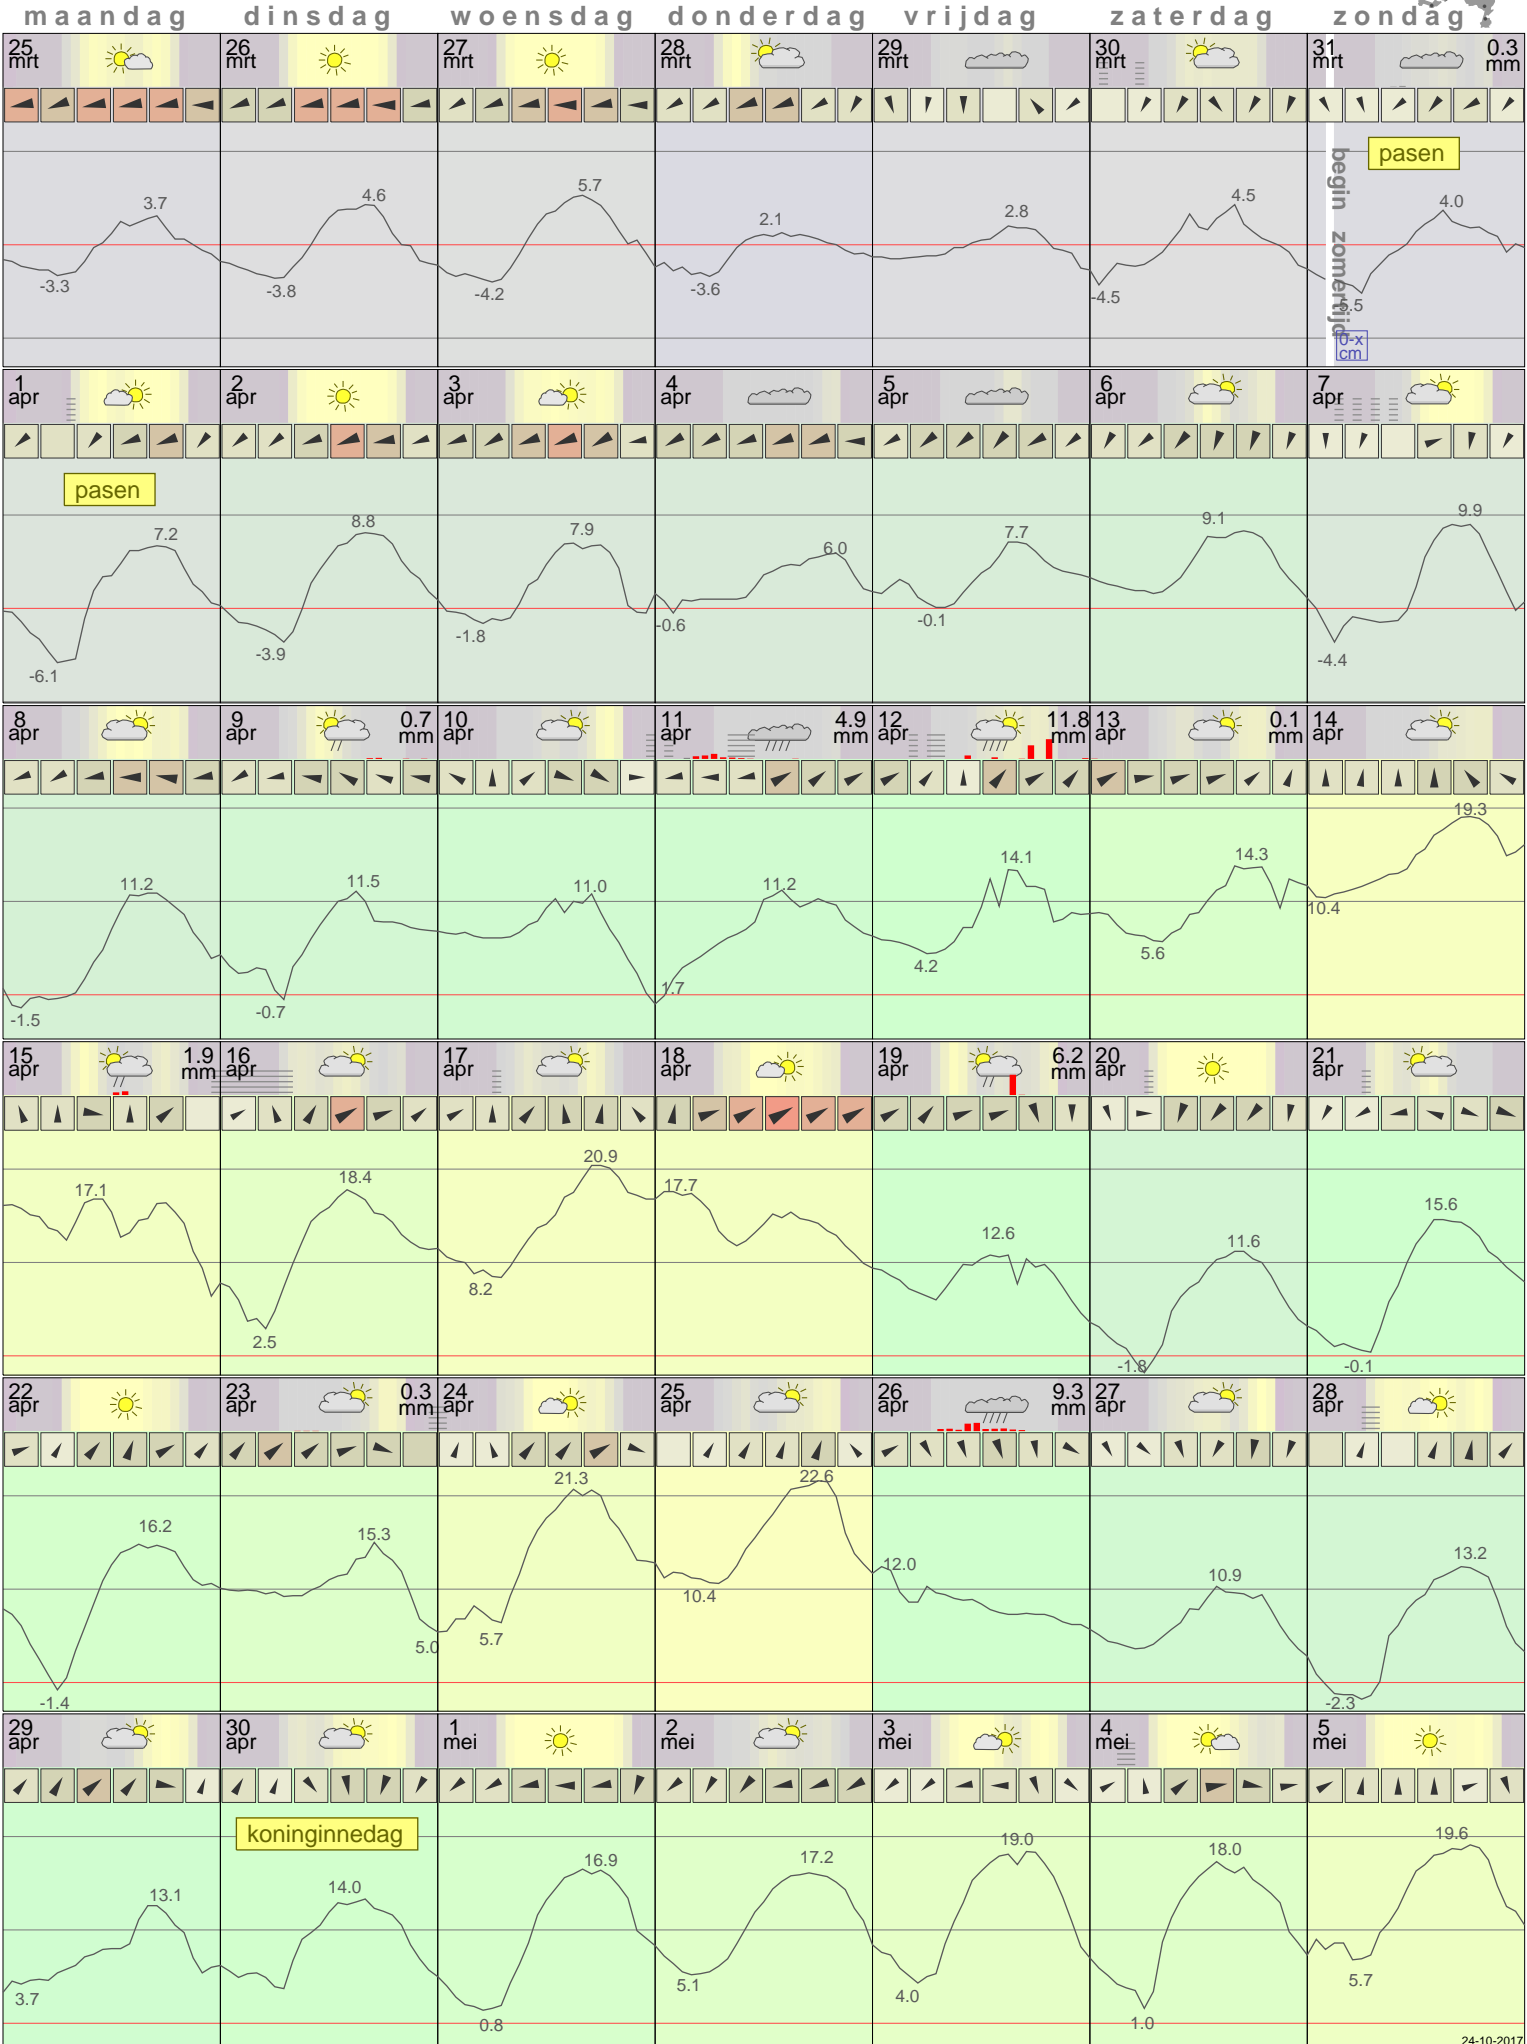 maandag dinsdag woensdag donderdag vrijdag zaterdag zondag
25 26 27 28 29 30 31 0.3
mrt mrt mrt mrt mrt mrt mrt mm
pasen
begin zomertijd
3.7 4.6 5.7 2.1 2.8 4.5 4.0
-3.3 -3.8 -4.2 -3.6 -4.5 -5.5
0-x
cm
1 2 3 4 5 6 7
apr apr apr apr apr apr apr
pasen
7.2 8.8 7.9 6.0 7.7 9.1 9.9
-6.1 -3.9 -1.8 -0.6 -0.1 -4.4
8 9 0.7 10 11 4.9 12 11.8 13 0.1 14
apr apr mm apr apr mm apr mm apr mm apr
11.2 11.5 11.0 11.2 14.1 14.3 19.3
-1.5 -0.7 1.7 4.2 5.6 10.4
15 1.9 16 17 18 19 6.2 20 21
apr mm apr apr apr apr mm apr apr
17.1 18.4 20.9 17.7 12.6 11.6 15.6
2.5 8.2 -1.8 -0.1
22 23 0.3 24 25 26 9.3 27 28
apr apr mm apr apr apr mm apr apr
16.2 15.3 21.3 22.6 12.0 10.9 13.2
-1.4 5.0 5.7 10.4 -2.3
29 30 1 2 3 4 5
apr apr mei mei mei mei mei
koninginnedag
13.1 14.0 16.9 17.2 19.0 18.0 19.6
3.7 0.8 5.1 4.0 1.0 5.7
24-10-2017